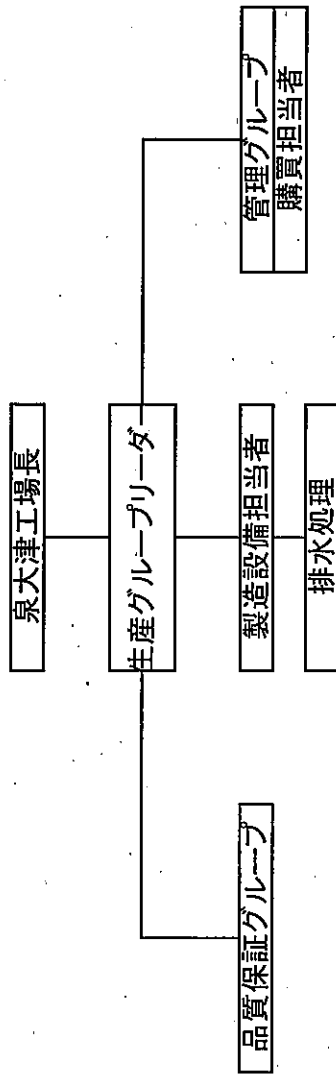 泉大津工場長
生産グループリーダ
品質保証グループ
製造設備担当者
排水処理
管理グループ
購買担当者